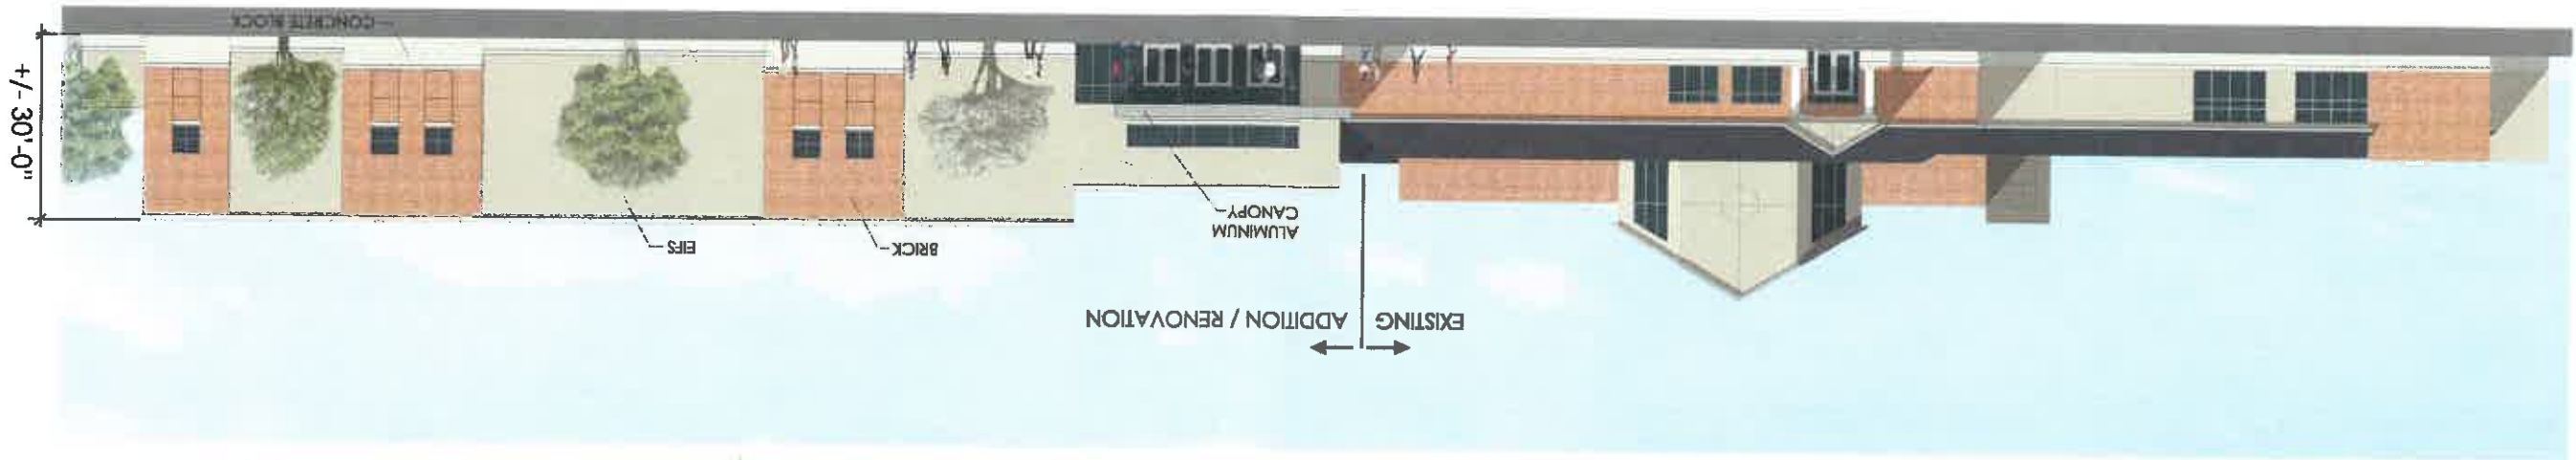 EXISTING
ADDITION / RENOVATION
ALUMINUM
CANOPY
BRICK
EIFS
+/- 30'-0"
CONCRETE BLOCK